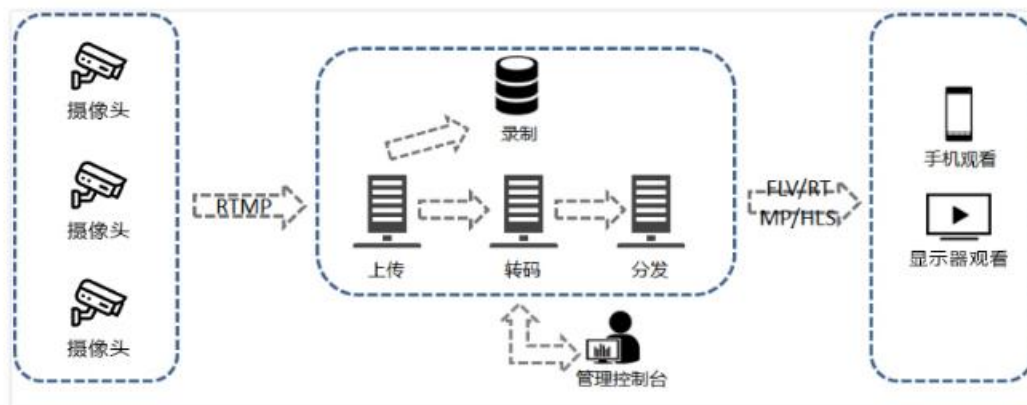 摄像头
摄像头
摄像头
RTMP
录制
上传
转码
分发
管理控制台
FLV/RT
MP/HLS
手机观看
显示器观看